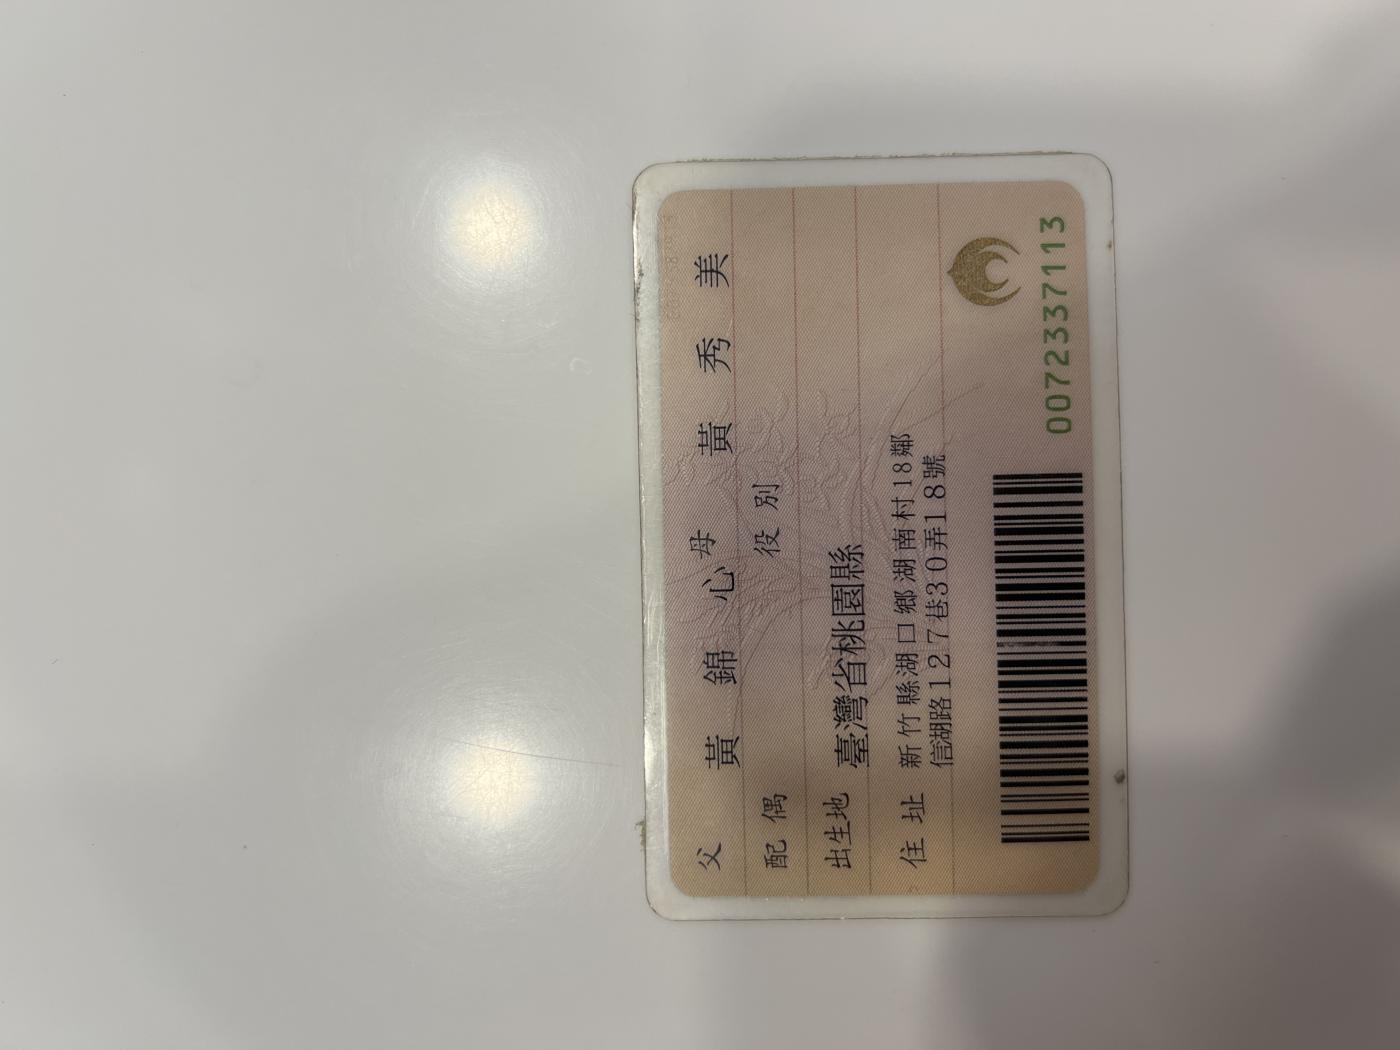 父 黃錦心 母 黃秀美
配偶 役別
出生地 臺灣省桃園縣
住址 新竹縣湖口鄉湖南村18鄰
信湖路127巷30弄18號
0072337113